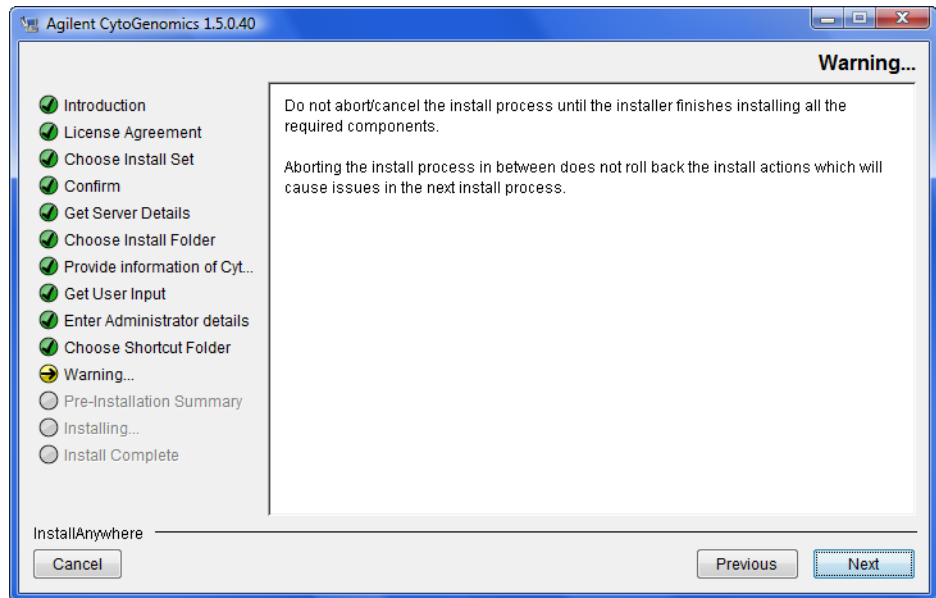 Agilent CytoGenomics 1.5.0.40
Warning...
Introduction
License Agreement
Choose Install Set
Confirm
Get Server Details
Choose Install Folder
Provide information of Cyt...
Get User Input
Enter Administrator details
Choose Shortcut Folder
Warning...
Pre-Installation Summary
Installing...
Install Complete
Do not abort/cancel the install process until the installer finishes installing all the
required components.
Aborting the install process in between does not roll back the install actions which will
cause issues in the next install process.
InstallAnywhere
Cancel
Previous
Next